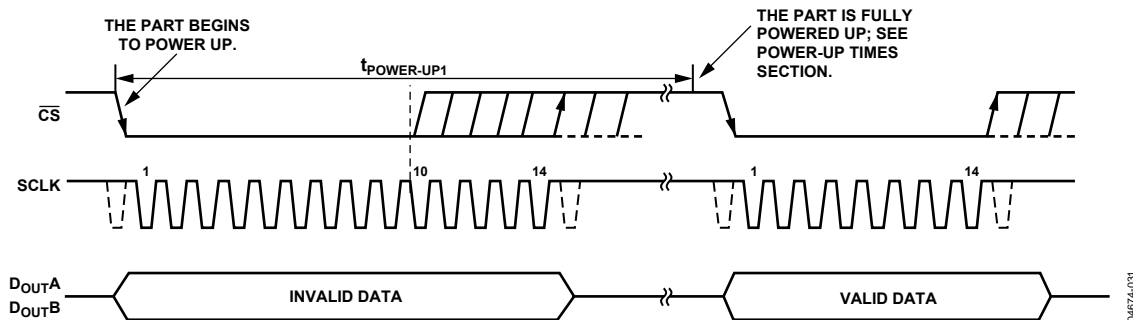 THE PART BEGINS
TO POWER UP.
THE PART IS FULLY
POWERED UP; SEE
POWER-UP TIMES
SECTION.
tPOWER-UP1
CS
SCLK
1
10
14
1
14
DOUTA
DOUTB
INVALID DATA
VALID DATA
04674-031